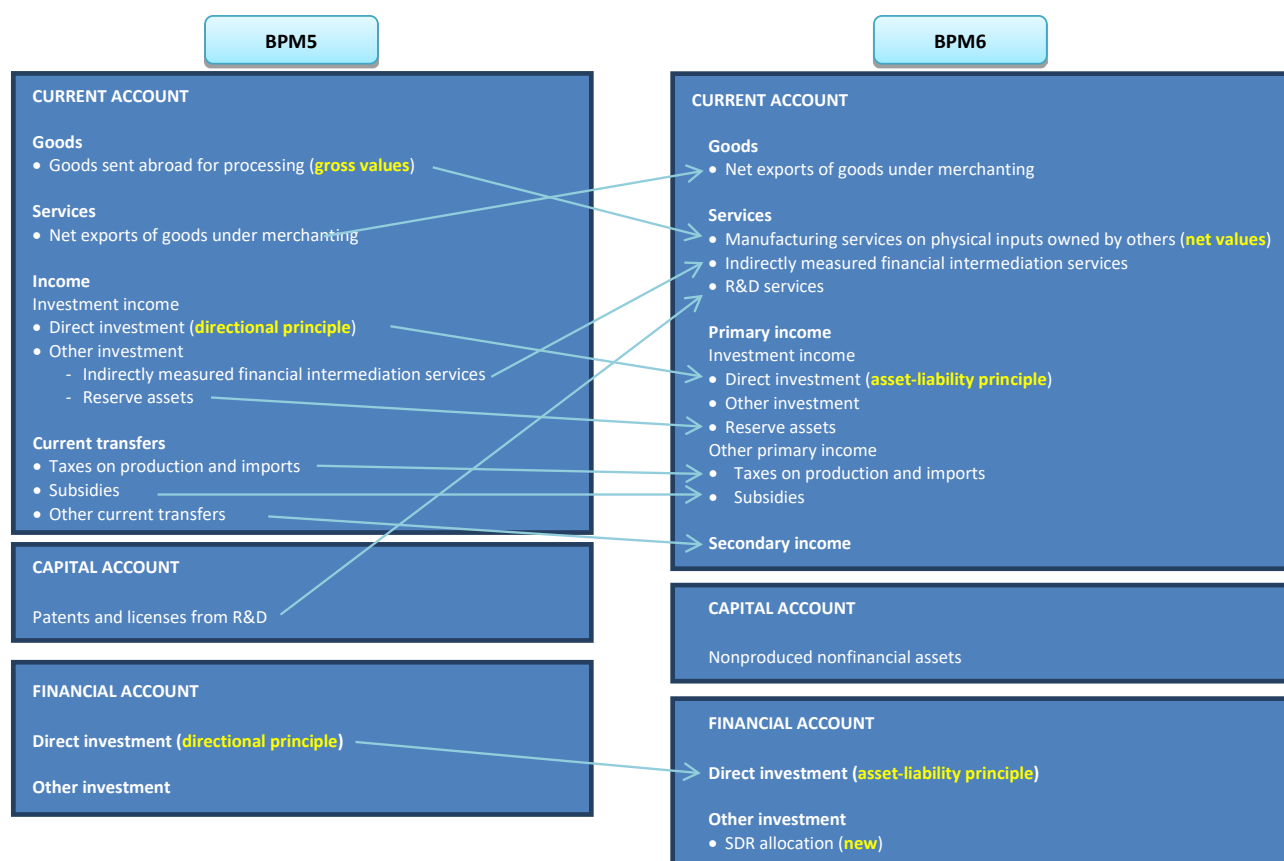 BPM5
CURRENT ACCOUNT
Goods
• Goods sent abroad for processing (gross values)
Services
• Net exports of goods under merchanting
Income
Investment income
• Direct investment (directional principle)
• Other investment
- Indirectly measured financial intermediation services
- Reserve assets
Current transfers
• Taxes on production and imports
• Subsidies
• Other current transfers
CAPITAL ACCOUNT
Patents and licenses from R&D
FINANCIAL ACCOUNT
Direct investment (directional principle)
Other investment
BPM6
CURRENT ACCOUNT
Goods
• Net exports of goods under merchanting
Services
• Manufacturing services on physical inputs owned by others (net values)
• Indirectly measured financial intermediation services
• R&D services
Primary income
Investment income
• Direct investment (asset-liability principle)
• Other investment
• Reserve assets
Other primary income
• Taxes on production and imports
• Subsidies
Secondary income
CAPITAL ACCOUNT
Nonproduced nonfinancial assets
FINANCIAL ACCOUNT
Direct investment (asset-liability principle)
Other investment
• SDR allocation (new)